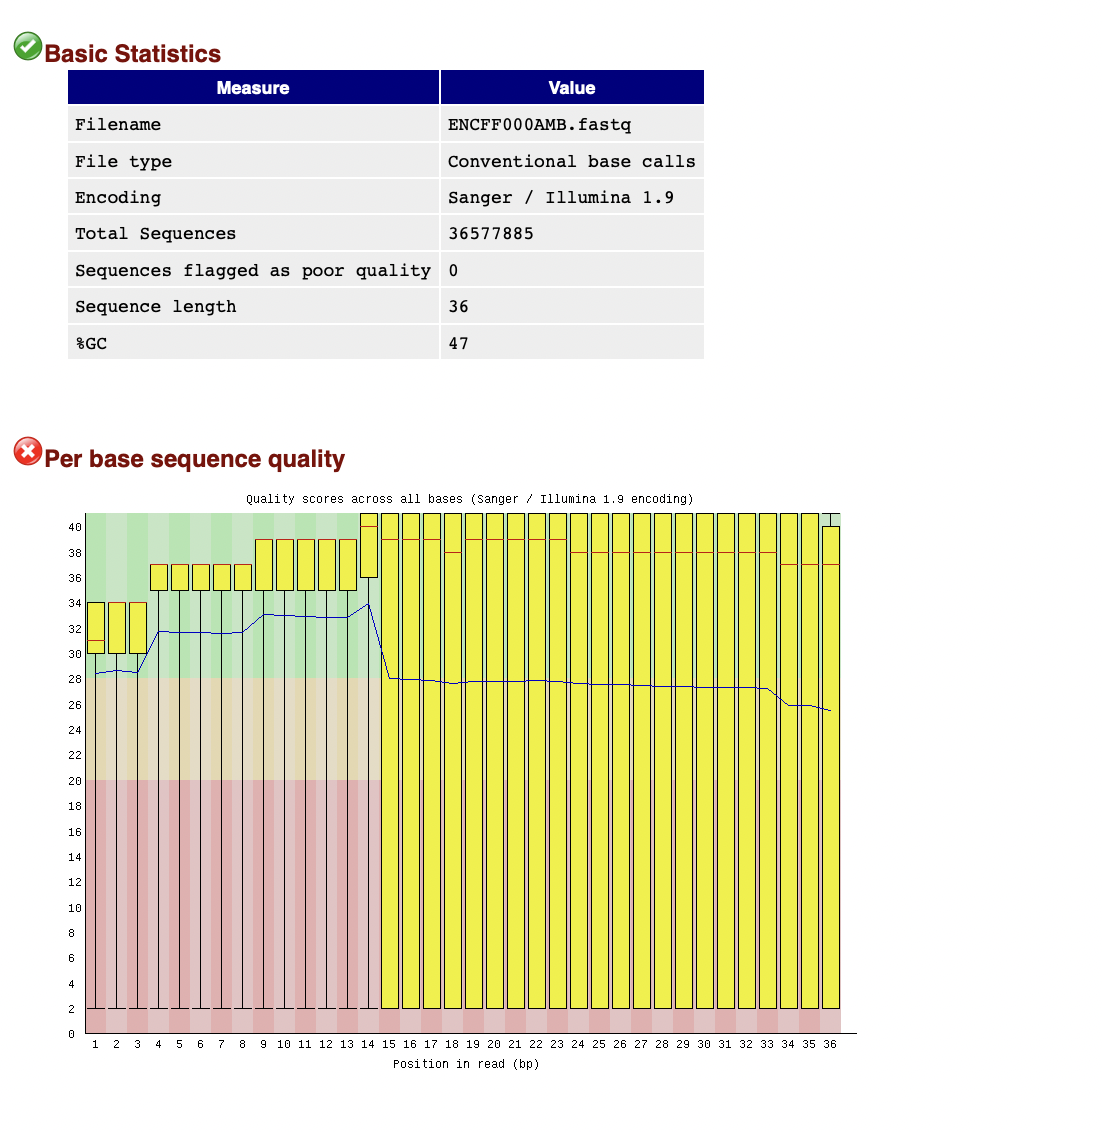 Basic Statistics
Measure Value
Filename ENCFF000AMB.fastq
File type Conventional base calls
Encoding Sanger / Illumina 1.9
Total Sequences 36577885
Sequences flagged as poor quality 0
Sequence length 36
%GC 47
Per base sequence quality
Quality scores across all bases (Sanger / Illumina 1.9 encoding)
40
38
36
34
32
30
28
26
24
22
20
18
16
14
12
10
8
6
4
2
0
1 2 3 4 5 6 7 8 9 10 11 12 13 14 15 16 17 18 19 20 21 22 23 24 25 26 27 28 29 30 31 32 33 34 35 36
Position in read (bp)